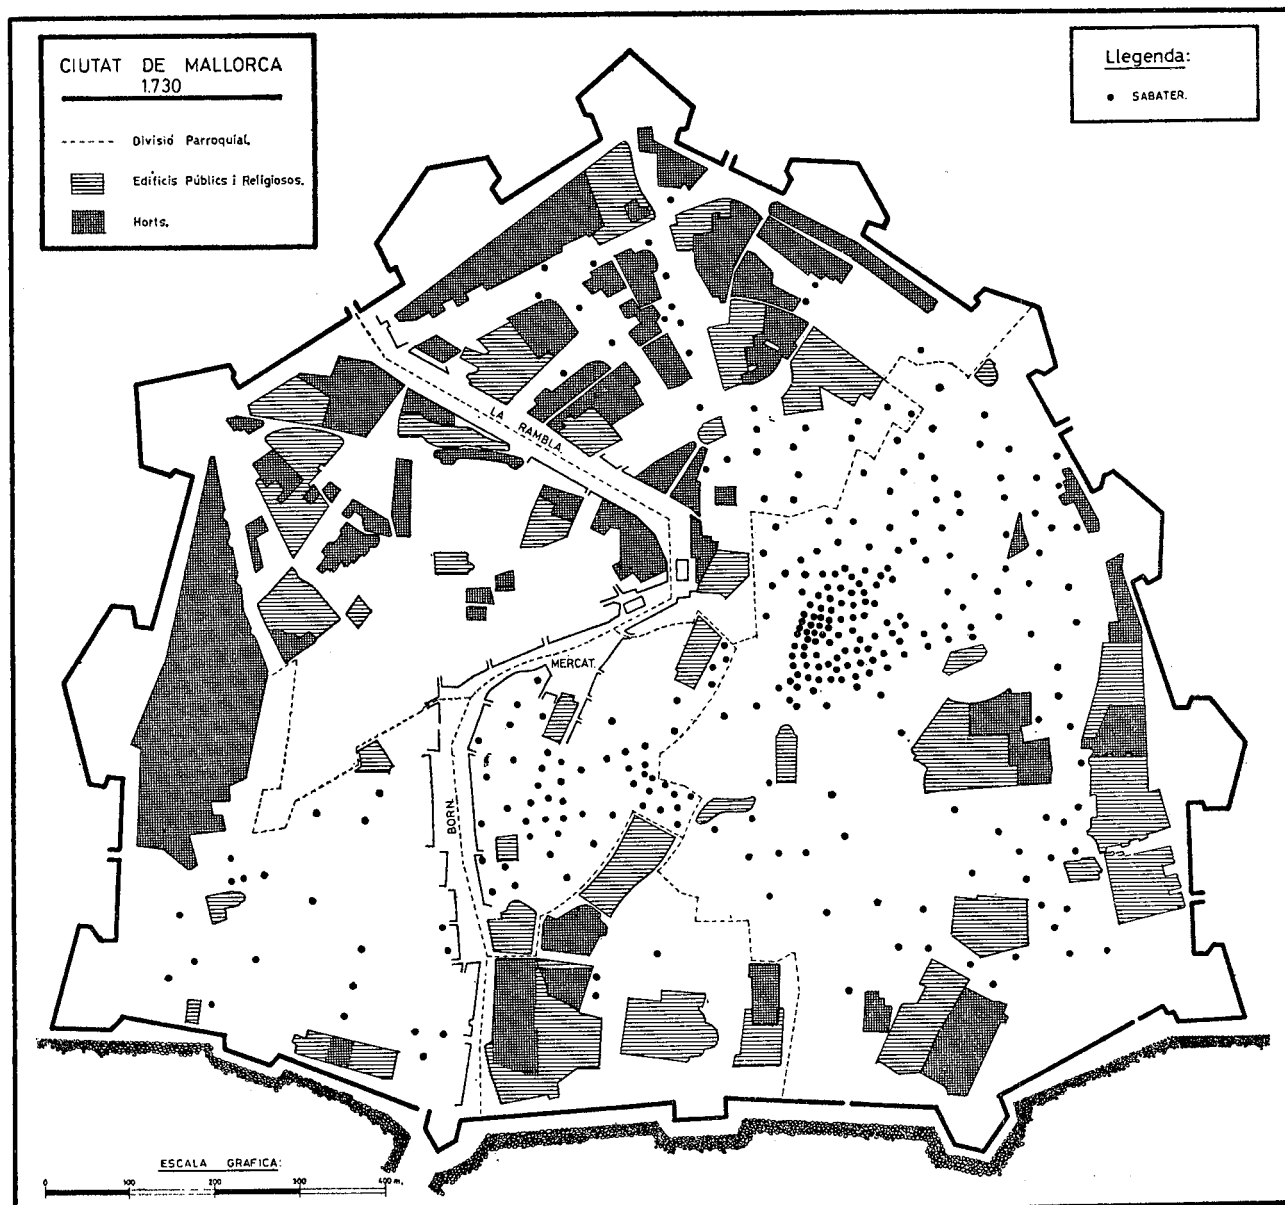 CIUTAT DE MALLORCA
1.730
Divisió Parroquial.
Edificis Públics i Religiosos.
Horts.
Llegenda:
SABATER.
LA RAMBLA
MERCAT.
BORN.
ESCALA GRAFICA:
0 100 200 300 400 m.